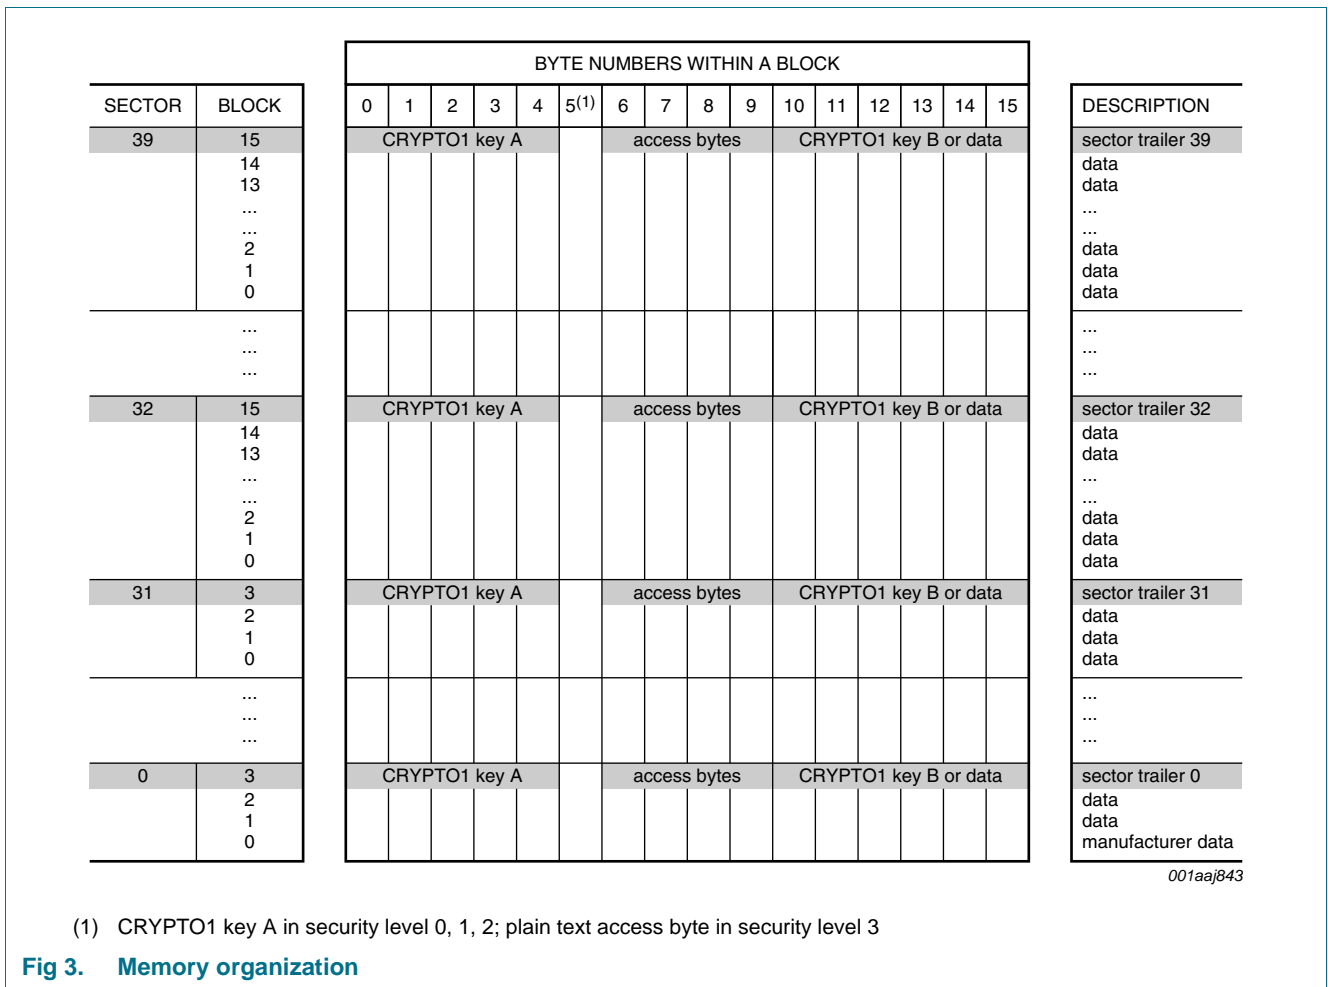 BYTE NUMBERS WITHIN A BLOCK
SECTOR BLOCK 0 1 2 3 4 5(1) 6 7 8 9 10 11 12 13 14 15 DESCRIPTION
39 15 CRYPTO1 key A access bytes CRYPTO1 key B or data sector trailer 39
14 data
13 data
... ...
... ...
2 data
1 data
0 data
... ...
... ...
... ...
32 15 CRYPTO1 key A access bytes CRYPTO1 key B or data sector trailer 32
14 data
13 data
... ...
... ...
2 data
1 data
0 data
31 3 CRYPTO1 key A access bytes CRYPTO1 key B or data sector trailer 31
2 data
1 data
0 data
... ...
... ...
... ...
0 3 CRYPTO1 key A access bytes CRYPTO1 key B or data sector trailer 0
2 data
1 data
0 manufacturer data
001aaj843
(1) CRYPTO1 key A in security level 0, 1, 2; plain text access byte in security level 3
Fig 3. Memory organization